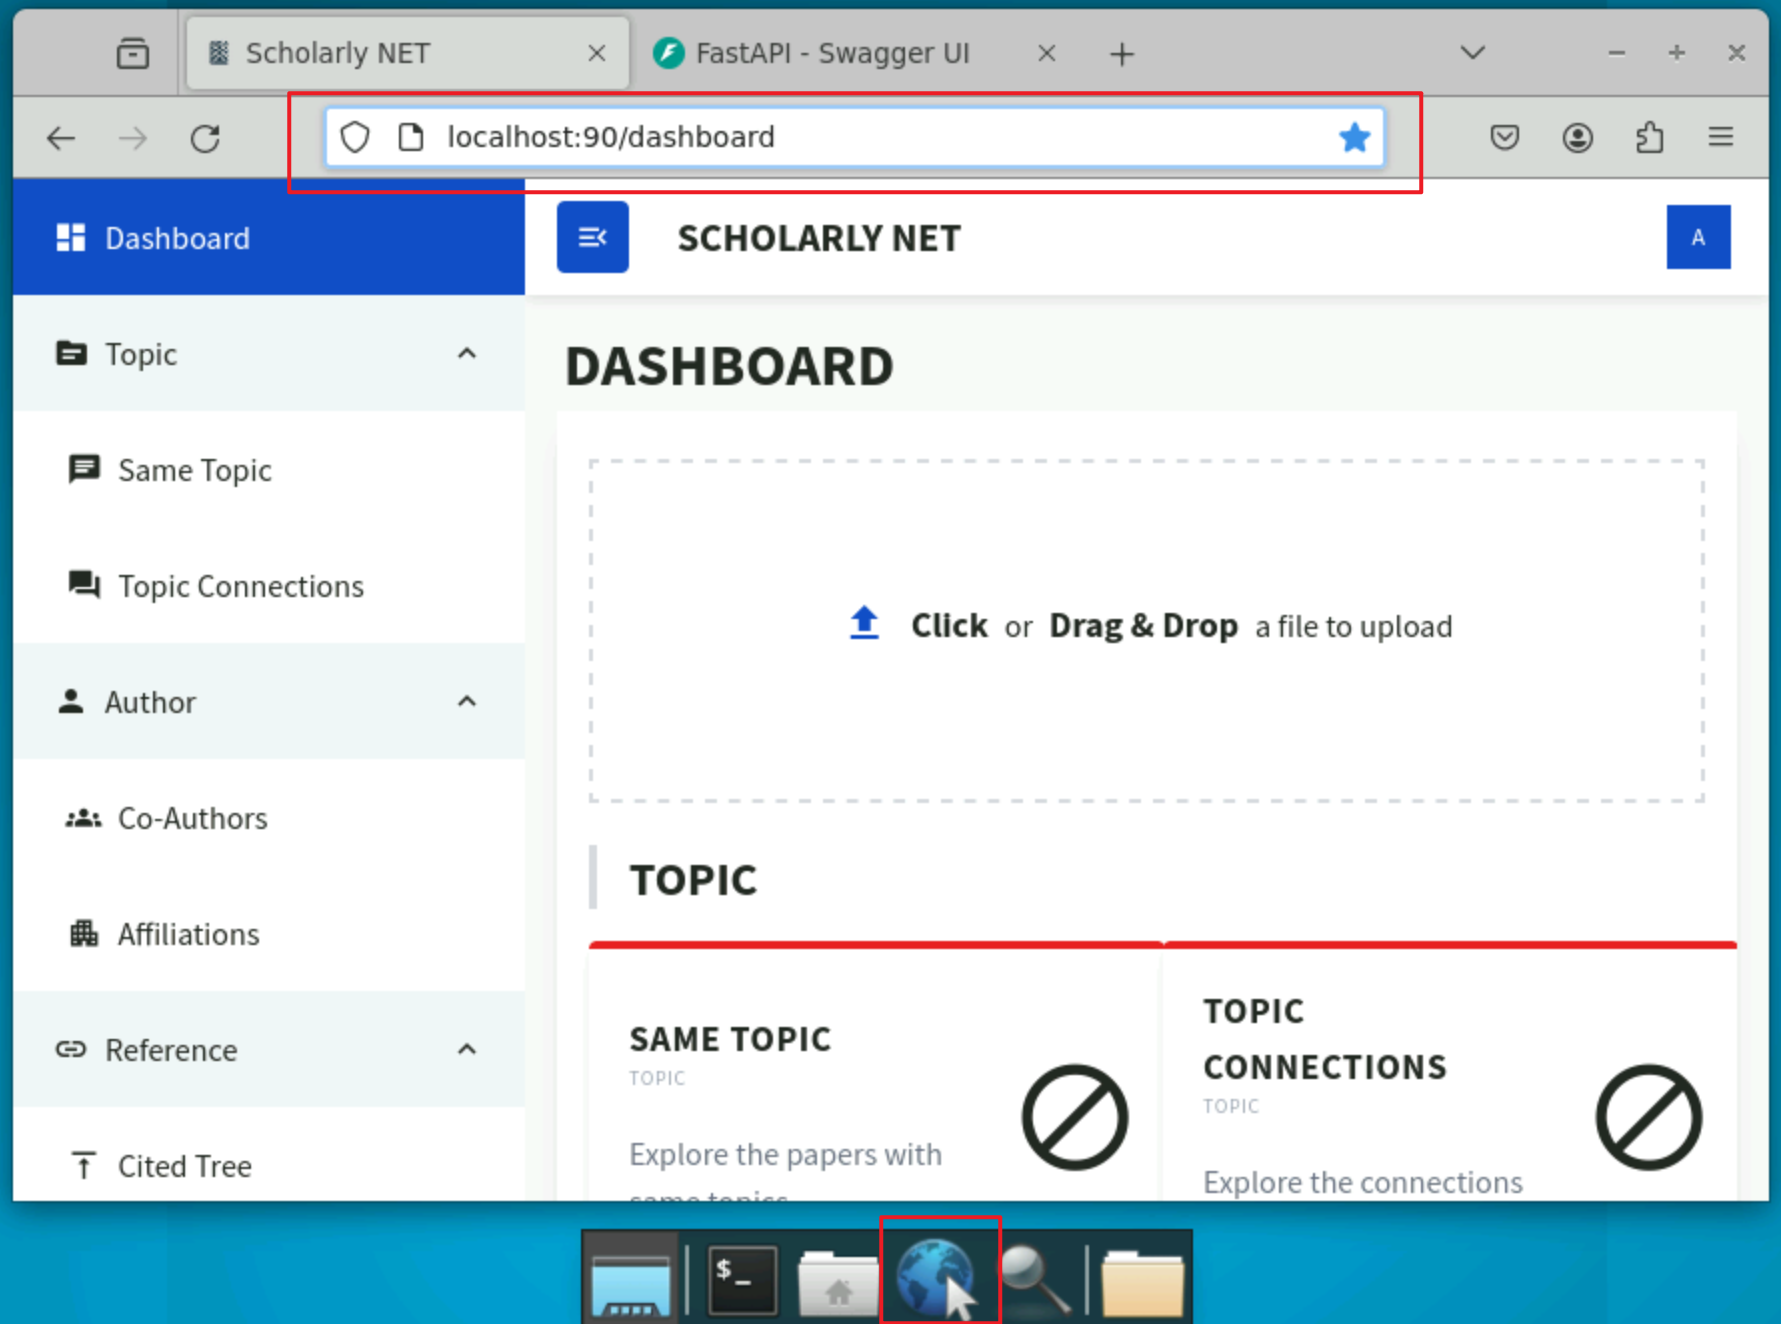 Scholarly NET
FastAPI - Swagger UI
localhost:90/dashboard
Dashboard
SCHOLARLY NET
A
Topic
Same Topic
Topic Connections
Author
Co-Authors
Affiliations
Reference
Cited Tree
DASHBOARD
Click or Drag & Drop a file to upload
TOPIC
SAME TOPIC
TOPIC
Explore the papers with
same topics
TOPIC
CONNECTIONS
TOPIC
Explore the connections
$_